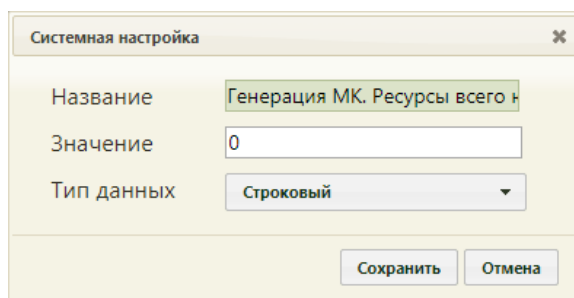 Системная настройка
Название Генерация МК. Ресурсы всего
Значение 0
Тип данных Строковый
Сохранить Отмена